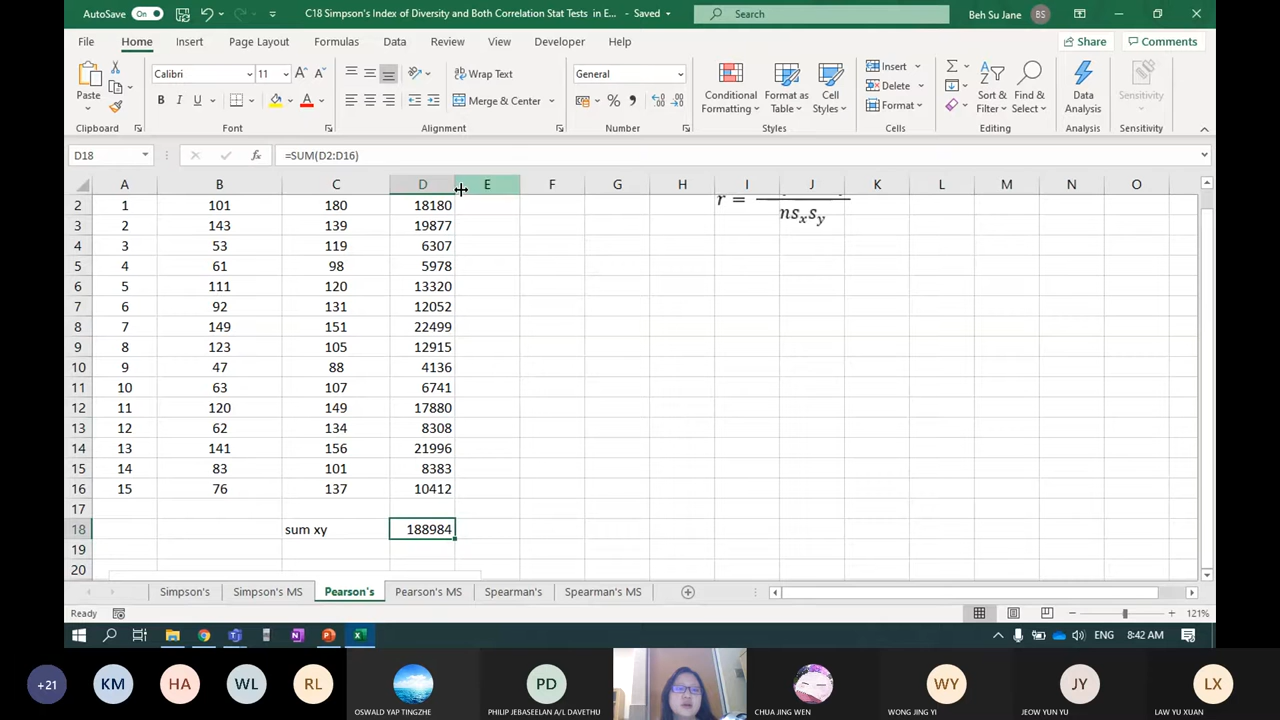 AutoSave On C18 Simpson's Index of Diversity and Both Correlation Stat Tests in E... - Saved Search Beh Su Jane BS
File Home Insert Page Layout Formulas Data Review View Developer Help Share Comments
Paste Calibri 11 Wrap Text General Conditional Formatting Format as Table Cell Styles Insert Sort & Filter Find & Select Data Analysis Sensitivity
B I U A Merge & Center % Delete
Format
Clipboard Font Alignment Number Styles Cells Editing Analysis Sensitivity
D18 fx =SUM(D2:D16)
A B C D E F G H I J K L M N O
2 1 101 180 18180 r =
3 2 143 139 19877 nsₓsᵧ
4 3 53 119 6307
5 4 61 98 5978
6 5 111 120 13320
7 6 92 131 12052
8 7 149 151 22499
9 8 123 105 12915
10 9 47 88 4136
11 10 63 107 6741
12 11 120 149 17880
13 12 62 134 8308
14 13 141 156 21996
15 14 83 101 8383
16 15 76 137 10412
17
18 sum xy 188984
19
20
Simpson's Simpson's MS Pearson's Pearson's MS Spearman's Spearman's MS
Ready 121%
ENG 8:42 AM
+21 KM HA WL RL PD WY JY LX
OSWALD YAP TINGZHE PHILIP JEBASEELAN A/L DAVETHU CHUA JING WEN WONG JING YI JEOW YUN YU LAW YU XUAN